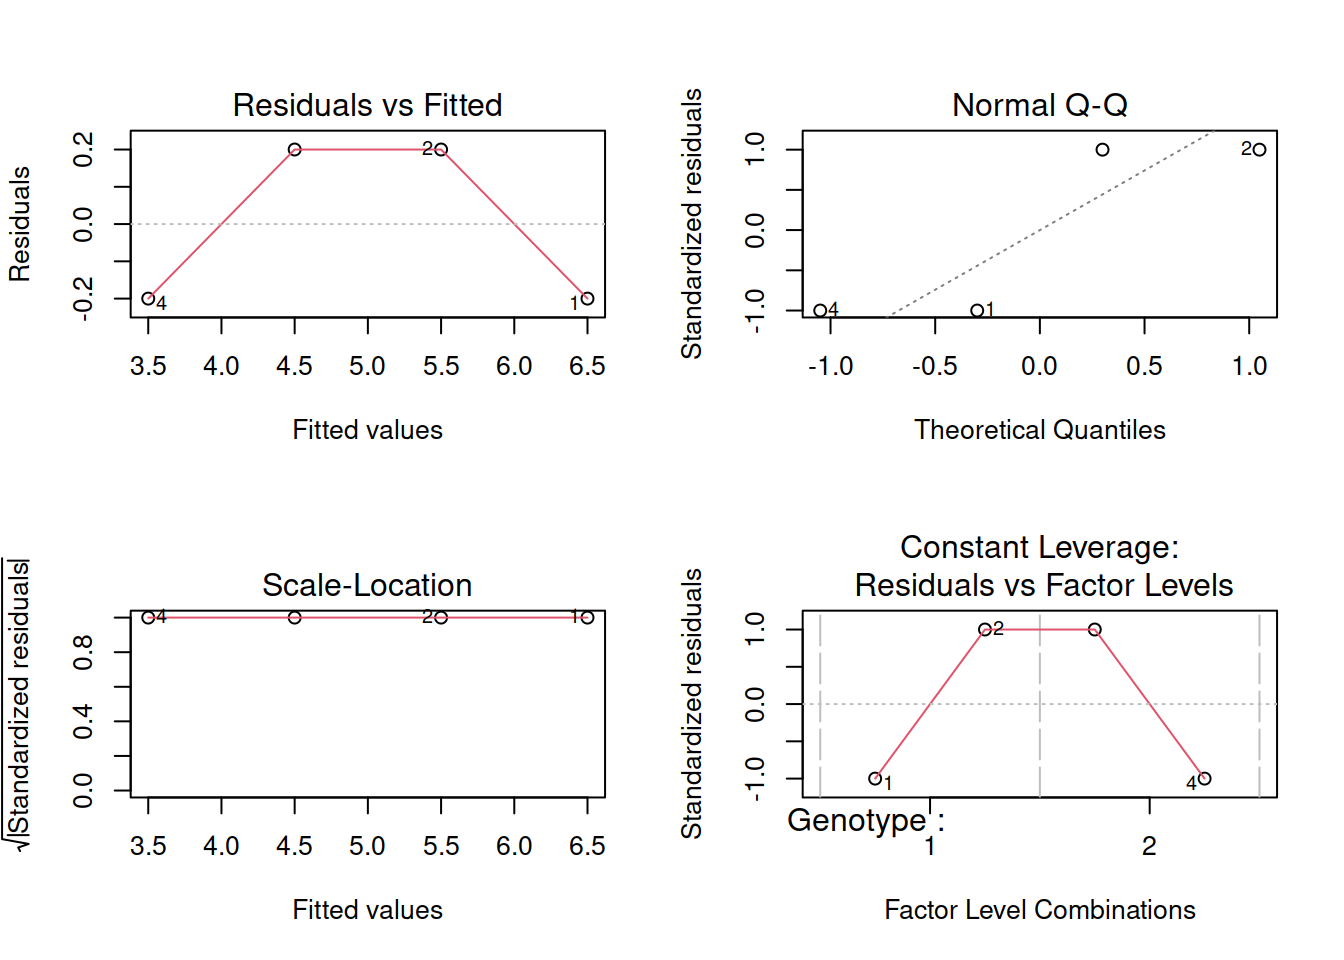 Residuals vs Fitted
Residuals
0.2
0.0
-0.2
4
2
1
3.5 4.0 4.5 5.0 5.5 6.0 6.5
Fitted values
Normal Q-Q
Standardized residuals
1.0
0.0
-1.0
4
1
2
-1.0 -0.5 0.0 0.5 1.0
Theoretical Quantiles
Scale-Location
√|Standardized residuals|
0.8
0.4
0.0
4
2
1
3.5 4.0 4.5 5.0 5.5 6.0 6.5
Fitted values
Constant Leverage:
Residuals vs Factor Levels
Standardized residuals
1.0
0.0
-1.0
1
2
4
Genotype :
1 2
Factor Level Combinations